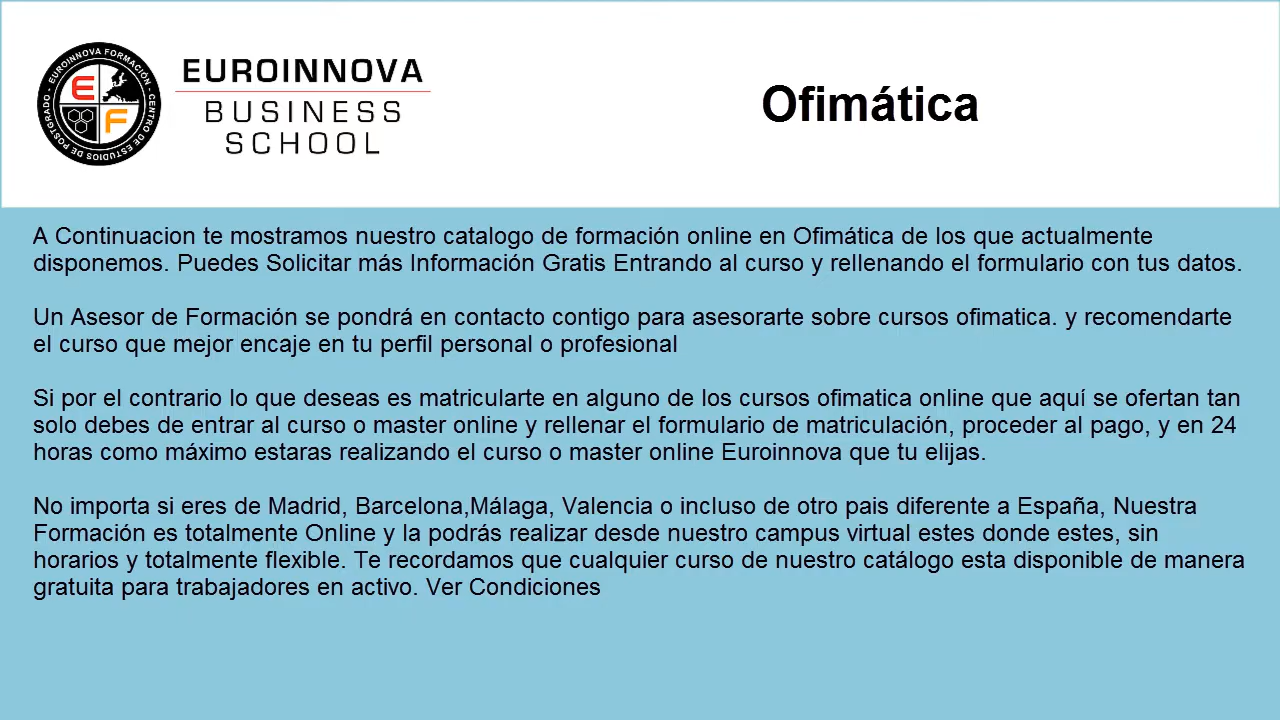 EUROINNOVA FORMACIÓN - CENTRO DE ESTUDIOS DE POSTGRADO -
E
F
EUROINNOVA
BUSINESS
SCHOOL
Ofimática
A Continuacion te mostramos nuestro catalogo de formación online en Ofimática de los que actualmente
disponemos. Puedes Solicitar más Información Gratis Entrando al curso y rellenando el formulario con tus datos.
Un Asesor de Formación se pondrá en contacto contigo para asesorarte sobre cursos ofimatica. y recomendarte
el curso que mejor encaje en tu perfil personal o profesional
Si por el contrario lo que deseas es matricularte en alguno de los cursos ofimatica online que aquí se ofertan tan
solo debes de entrar al curso o master online y rellenar el formulario de matriculación, proceder al pago, y en 24
horas como máximo estaras realizando el curso o master online Euroinnova que tu elijas.
No importa si eres de Madrid, Barcelona,Málaga, Valencia o incluso de otro pais diferente a España, Nuestra
Formación es totalmente Online y la podrás realizar desde nuestro campus virtual estes donde estes, sin
horarios y totalmente flexible. Te recordamos que cualquier curso de nuestro catálogo esta disponible de manera
gratuita para trabajadores en activo. Ver Condiciones